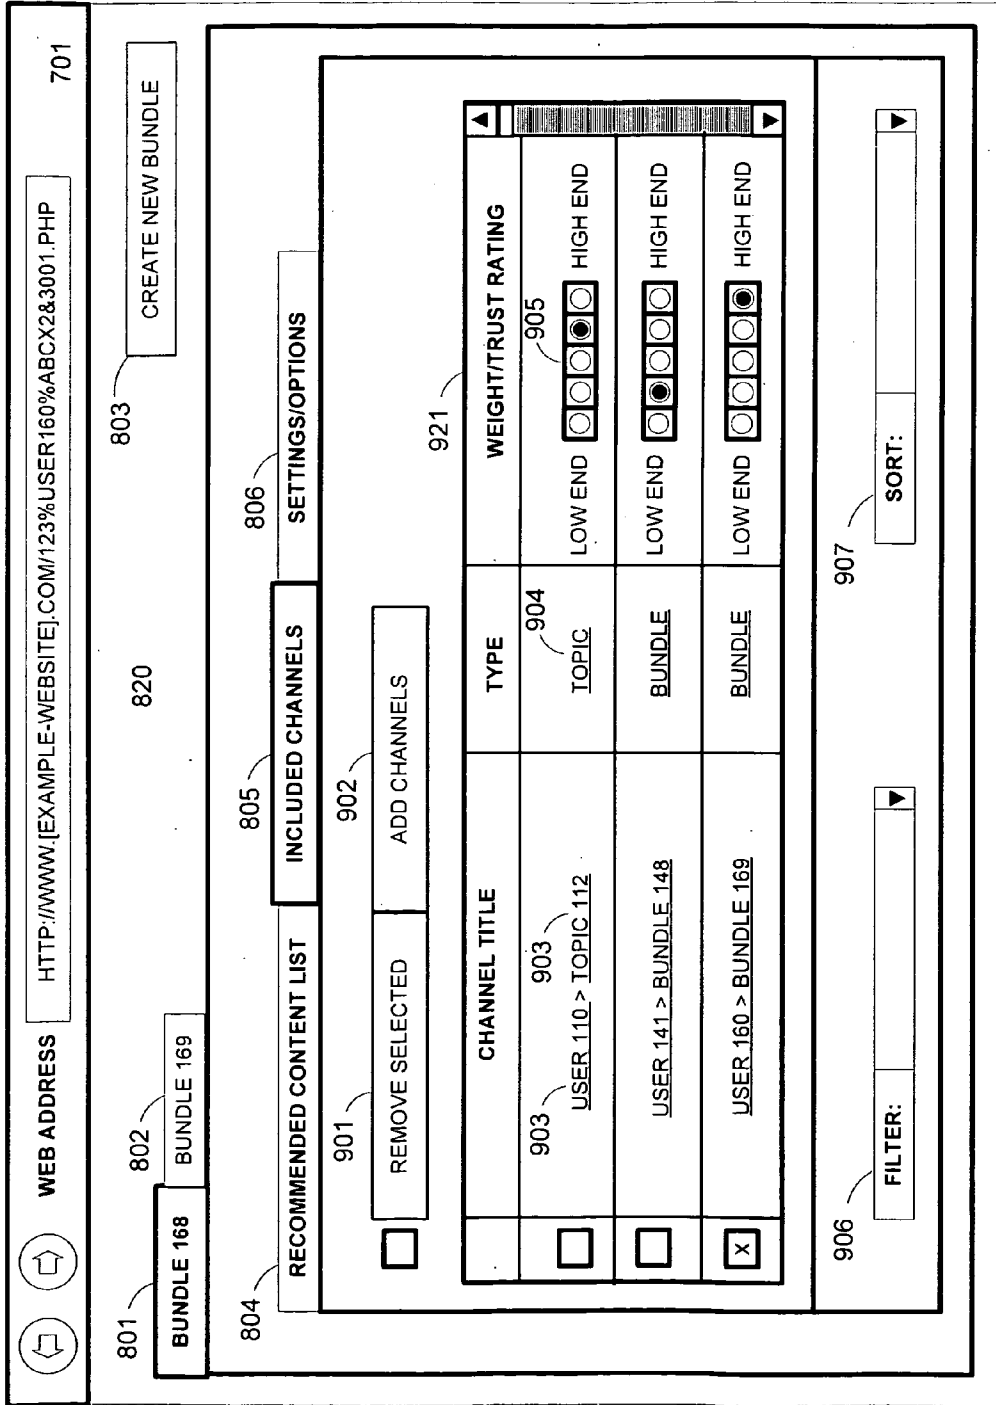 WEB ADDRESS HTTP://WWW.[EXAMPLE-WEBSITE].COM/123%USER160%ABCX2&3001.PHP 701
801 802 820 803
BUNDLE 168 BUNDLE 169 CREATE NEW BUNDLE
804 805 806
RECOMMENDED CONTENT LIST INCLUDED CHANNELS SETTINGS/OPTIONS
901 902
REMOVE SELECTED ADD CHANNELS
921
CHANNEL TITLE TYPE WEIGHT/TRUST RATING
903 903 904 905
USER 110 > TOPIC 112 TOPIC LOW END HIGH END
USER 141 > BUNDLE 148 BUNDLE LOW END HIGH END
X USER 160 > BUNDLE 169 BUNDLE LOW END HIGH END
906 907
FILTER: SORT: